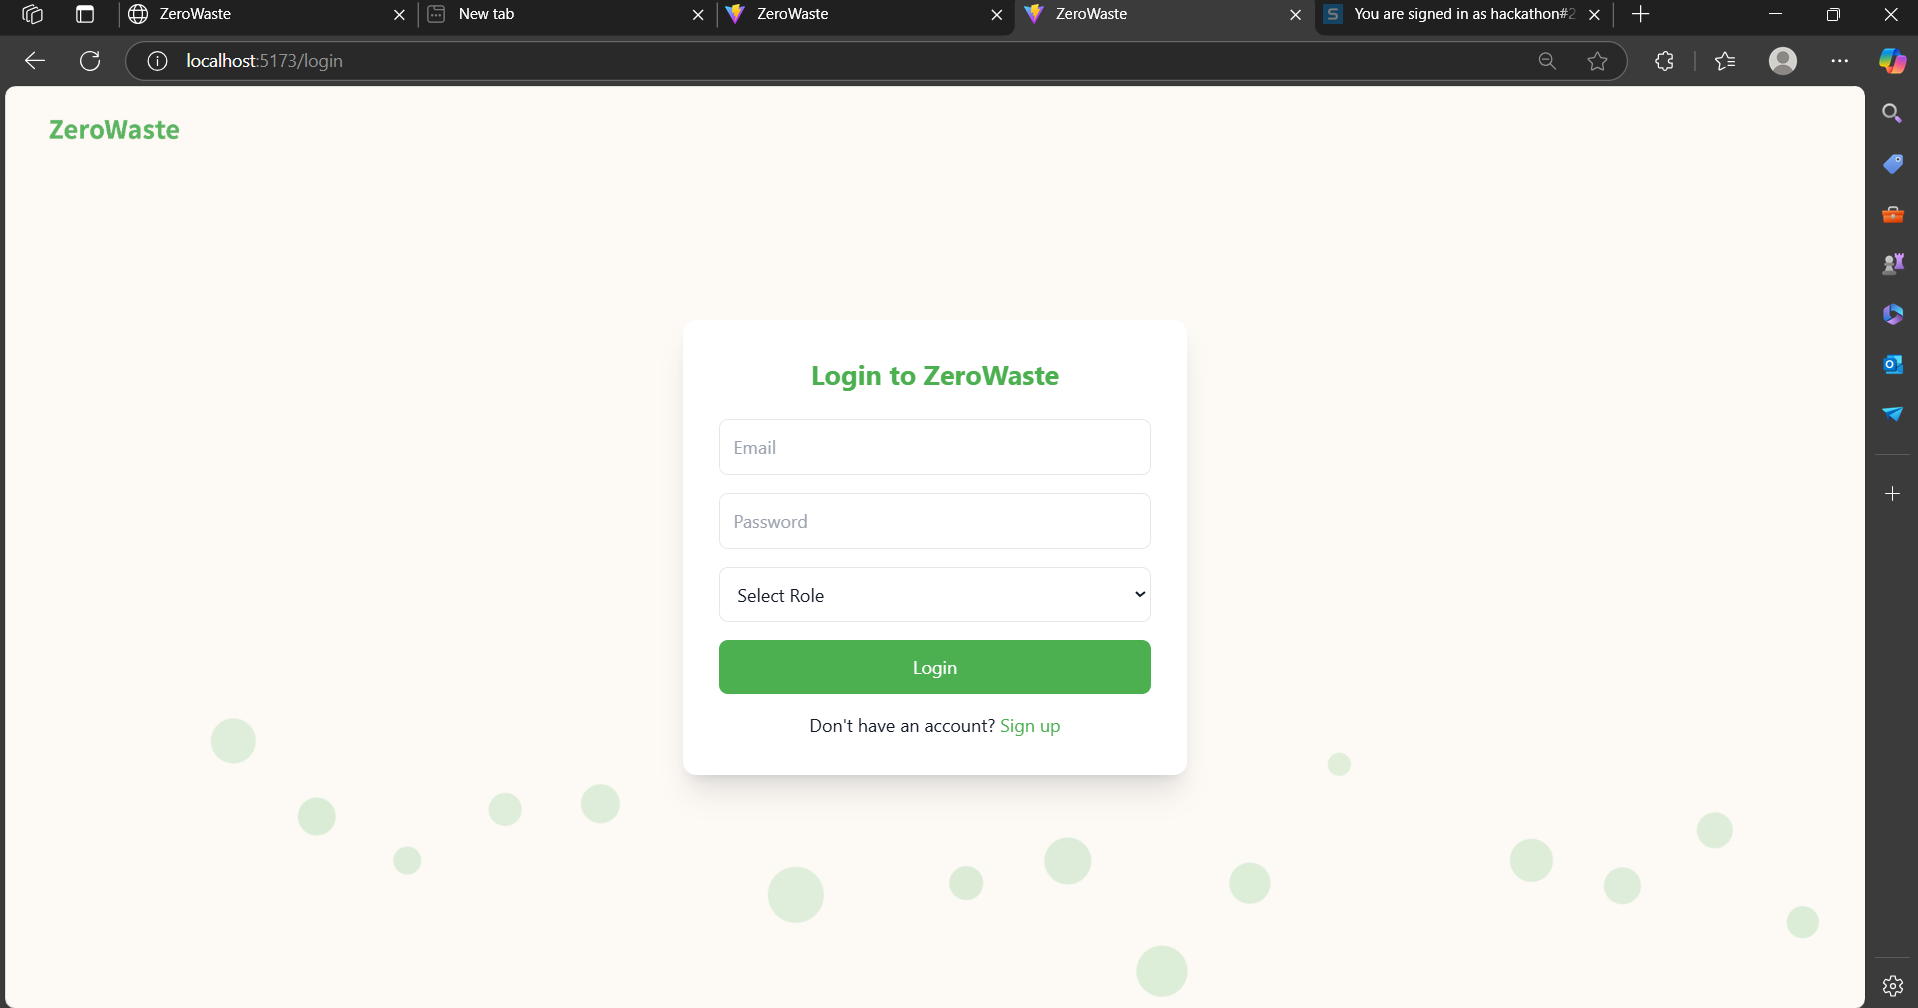 ZeroWaste
New tab
ZeroWaste
ZeroWaste
S You are signed in as hackathon#2
localhost:5173/login
ZeroWaste
Login to ZeroWaste
Email
Password
Select Role
Login
Don't have an account? Sign up